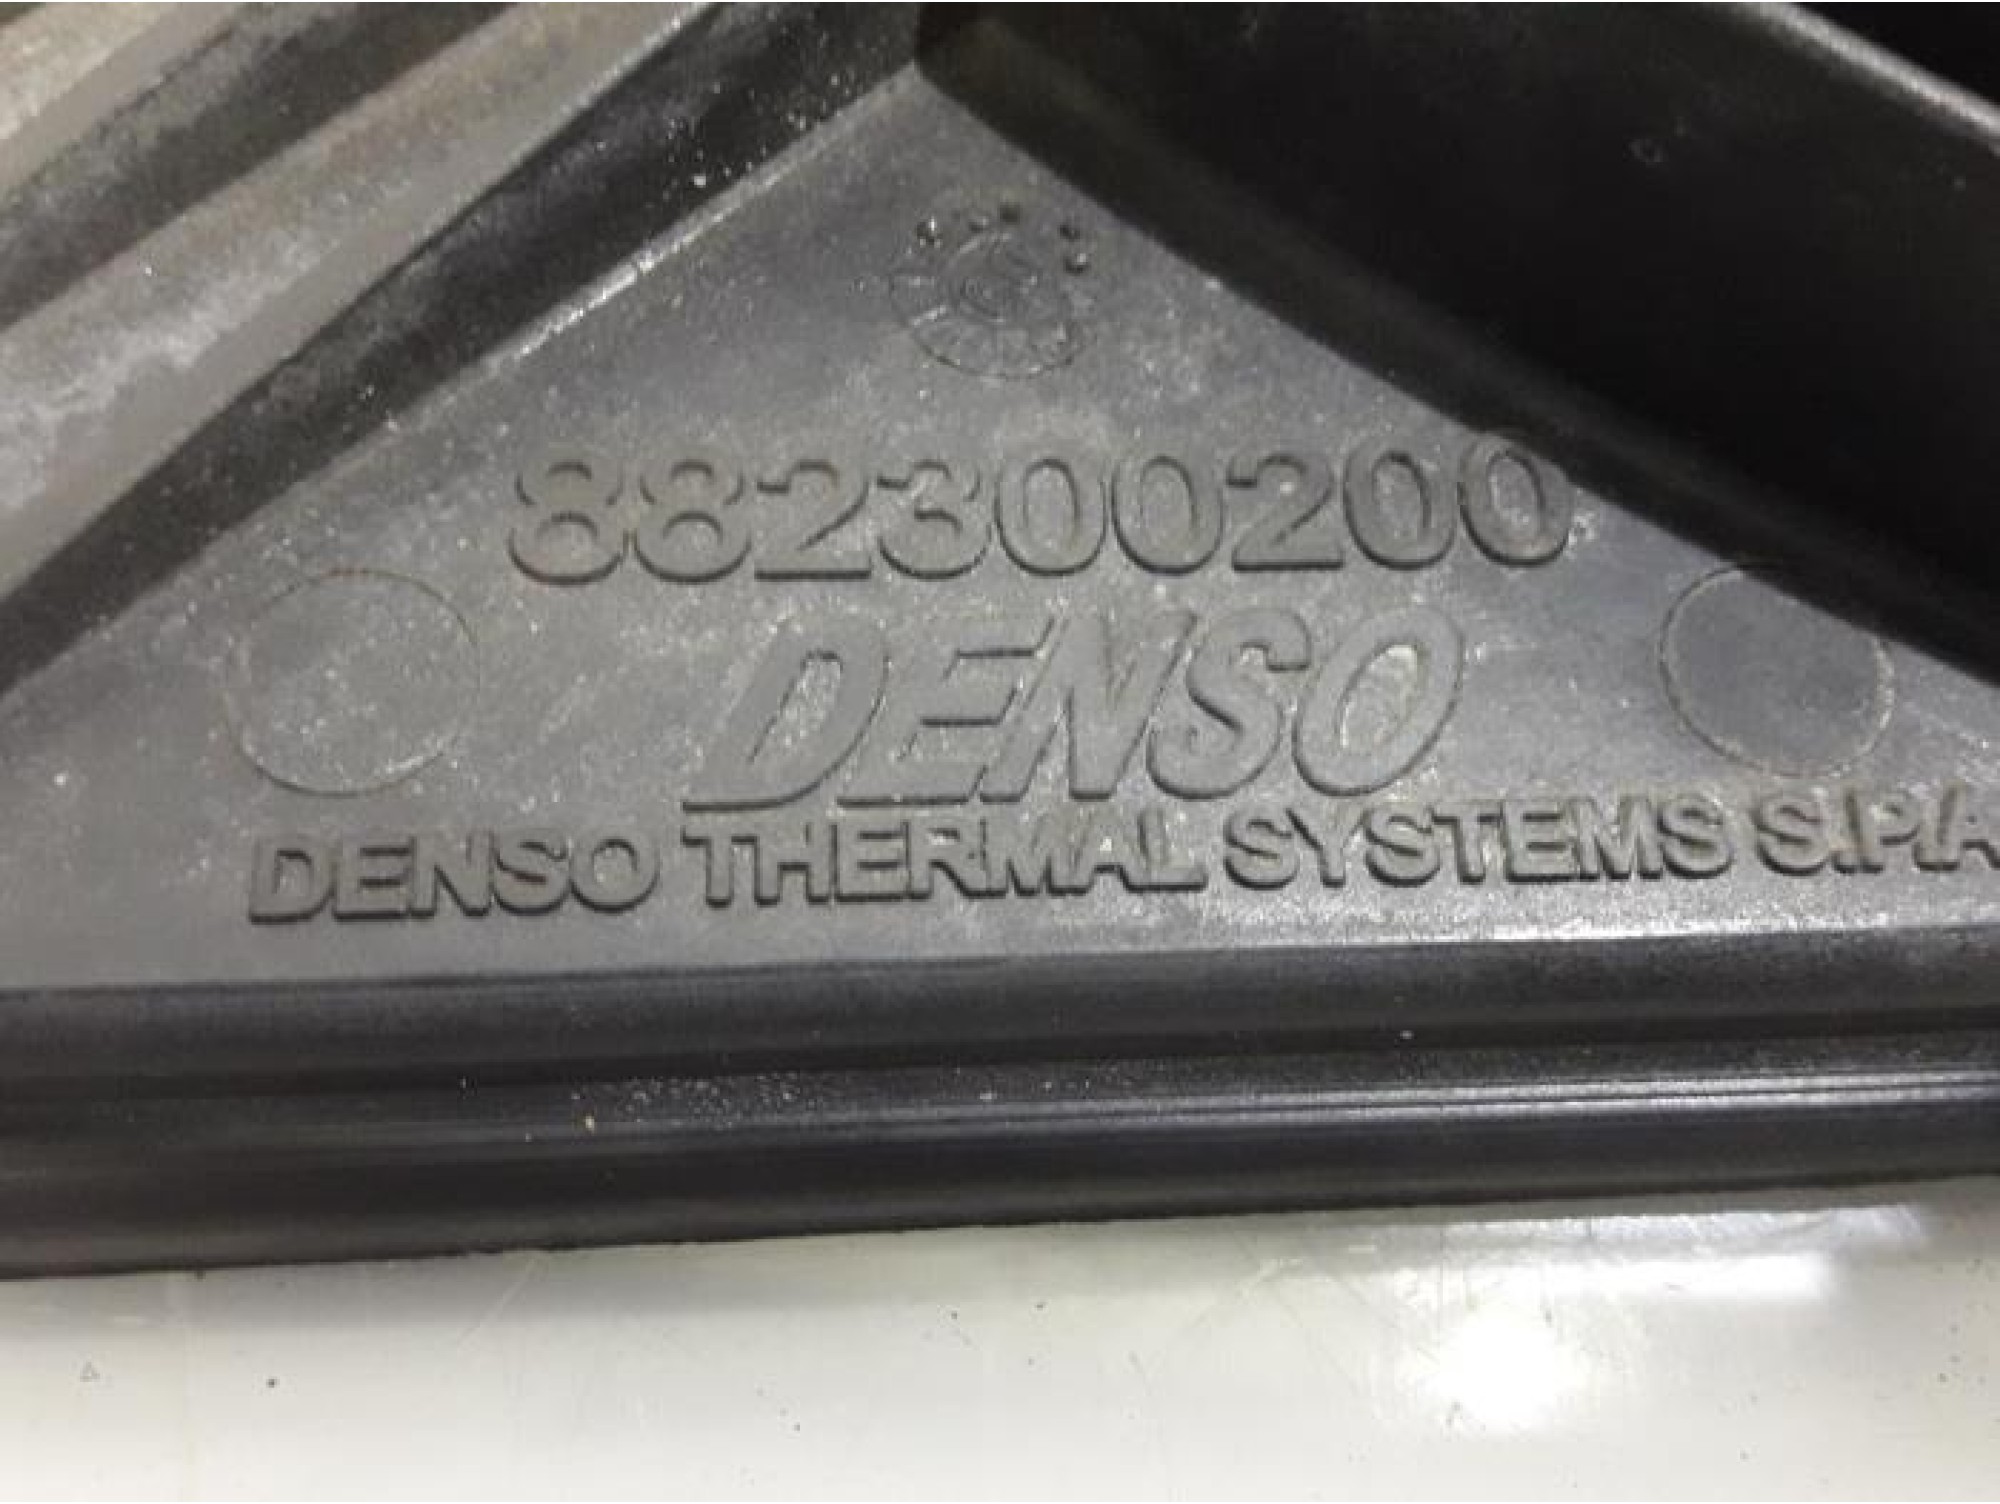 882300200
DENSO
DENSO THERMAL SYSTEMS S.P.A